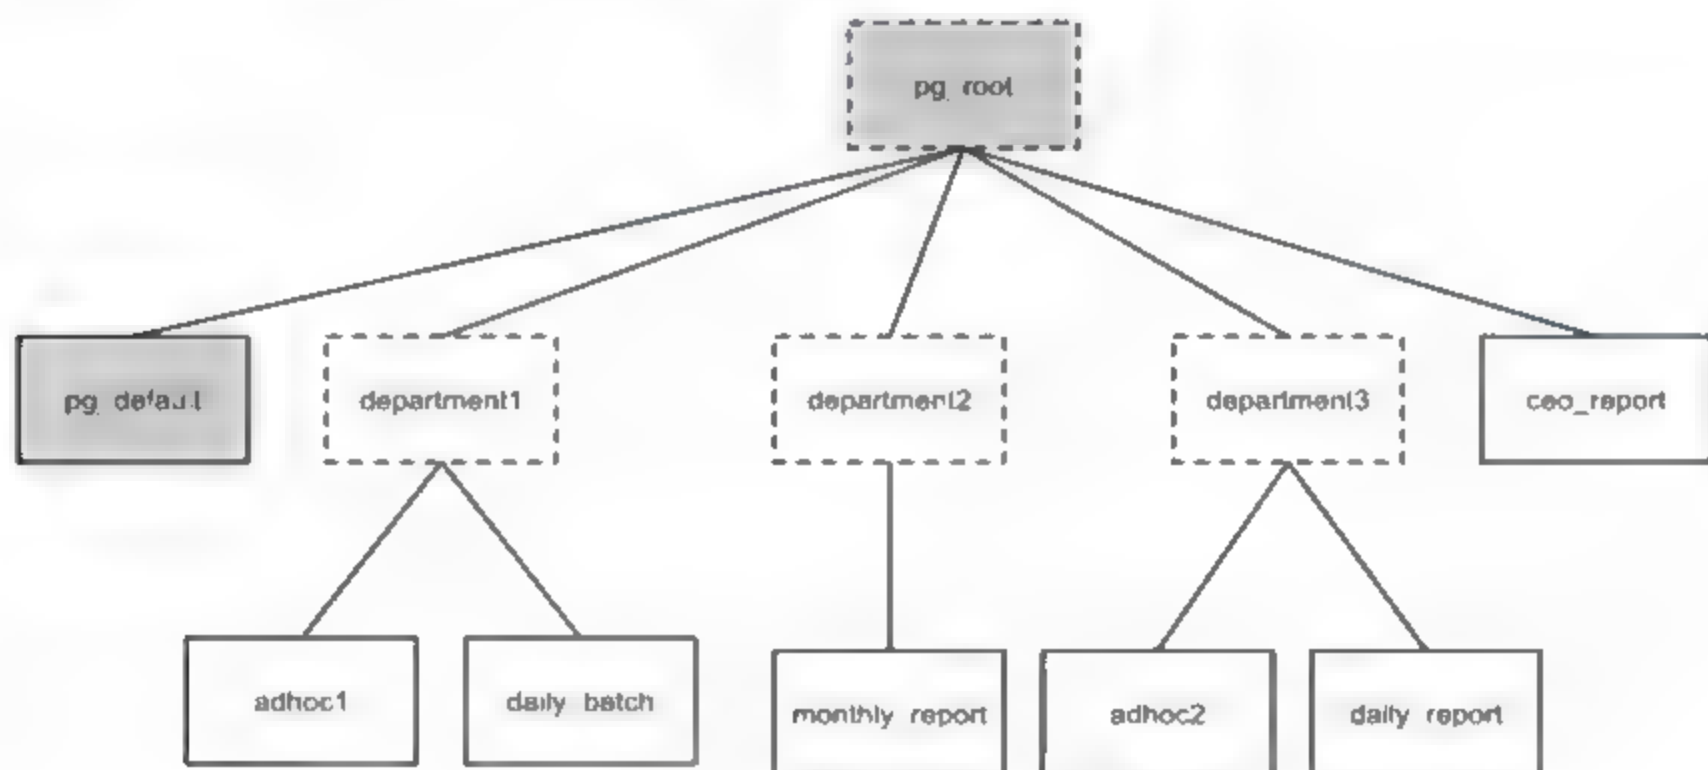 pg_root
pg_default
department1
department2
department3
ceo_report
adhoc1
daily_batch
monthly_report
adhoc2
daily_report